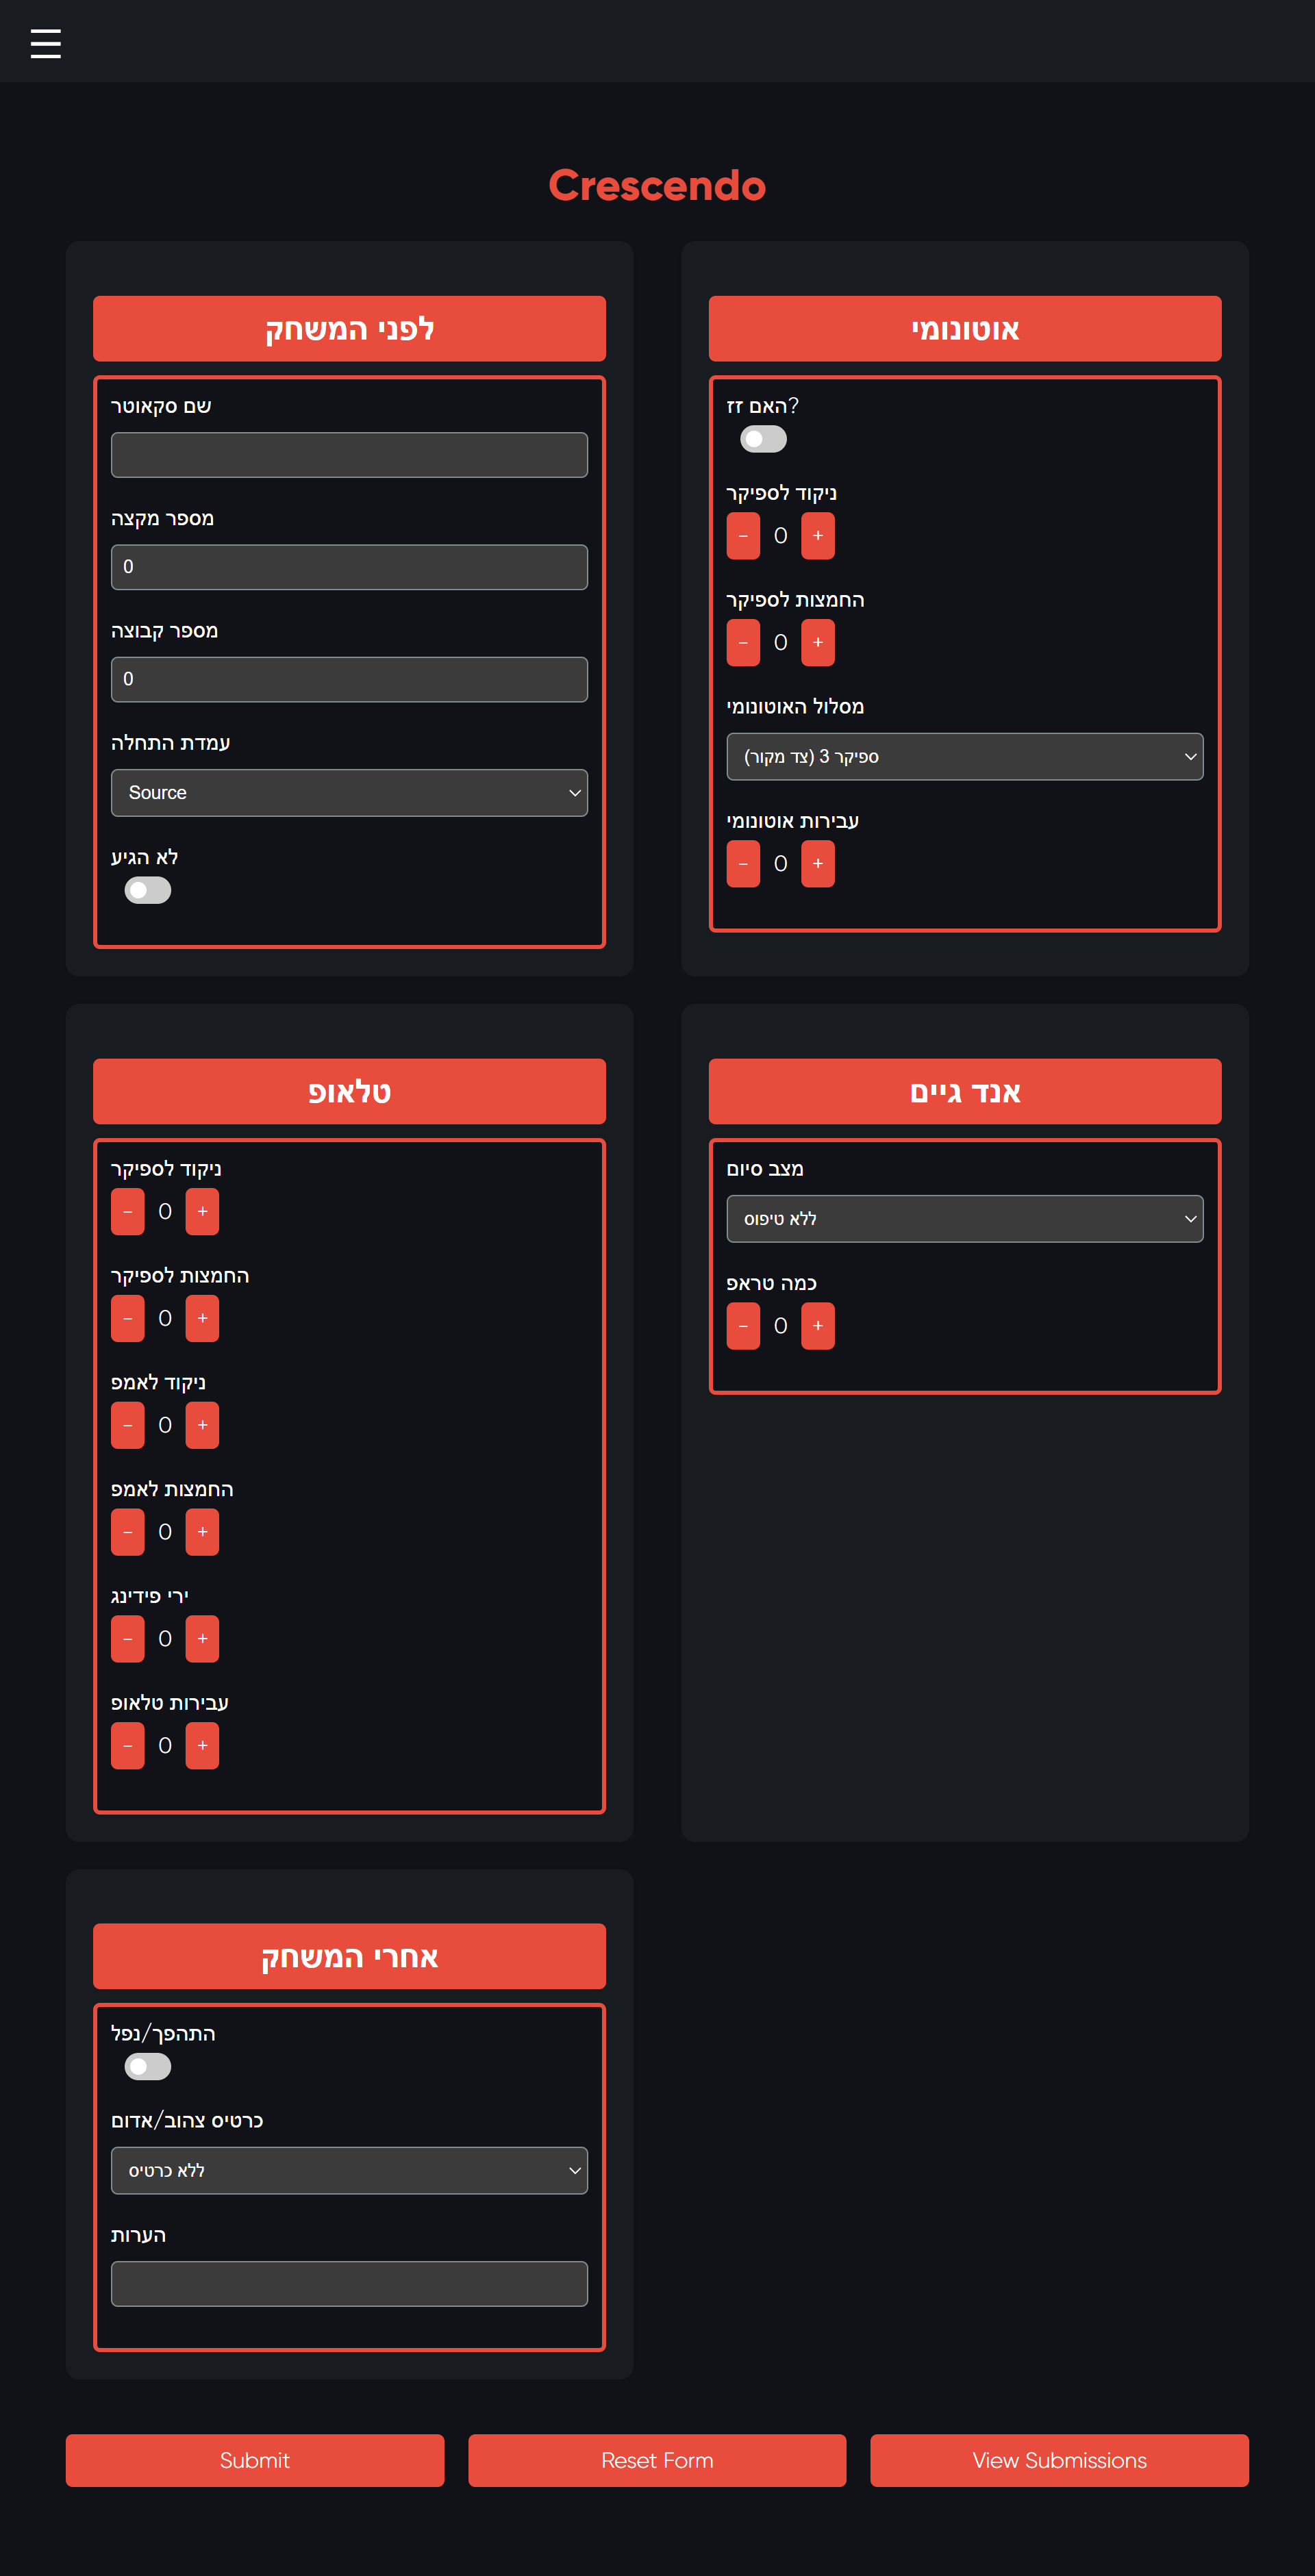 Crescendo
לפני המשחק
שם סקאוטר
מספר מקצה
0
מספר קבוצה
0
עמדת התחלה
Source
לא הגיע
אוטונומי
האם זז?
ניקוד לספיקר
- 0 +
החמצות לספיקר
- 0 +
מסלול האוטונומי
ספיקר 3 (צד מקור)
עבירות אוטונומי
- 0 +
טלאופ
ניקוד לספיקר
- 0 +
החמצות לספיקר
- 0 +
ניקוד לאמפ
- 0 +
החמצות לאמפ
- 0 +
ירי פידינג
- 0 +
עבירות טלאופ
- 0 +
אנד גיים
מצב סיום
ללא טיפוס
כמה טראפ
- 0 +
אחרי המשחק
התהפך/נפל
כרטיס צהוב/אדום
ללא כרטיס
הערות
Submit
Reset Form
View Submissions